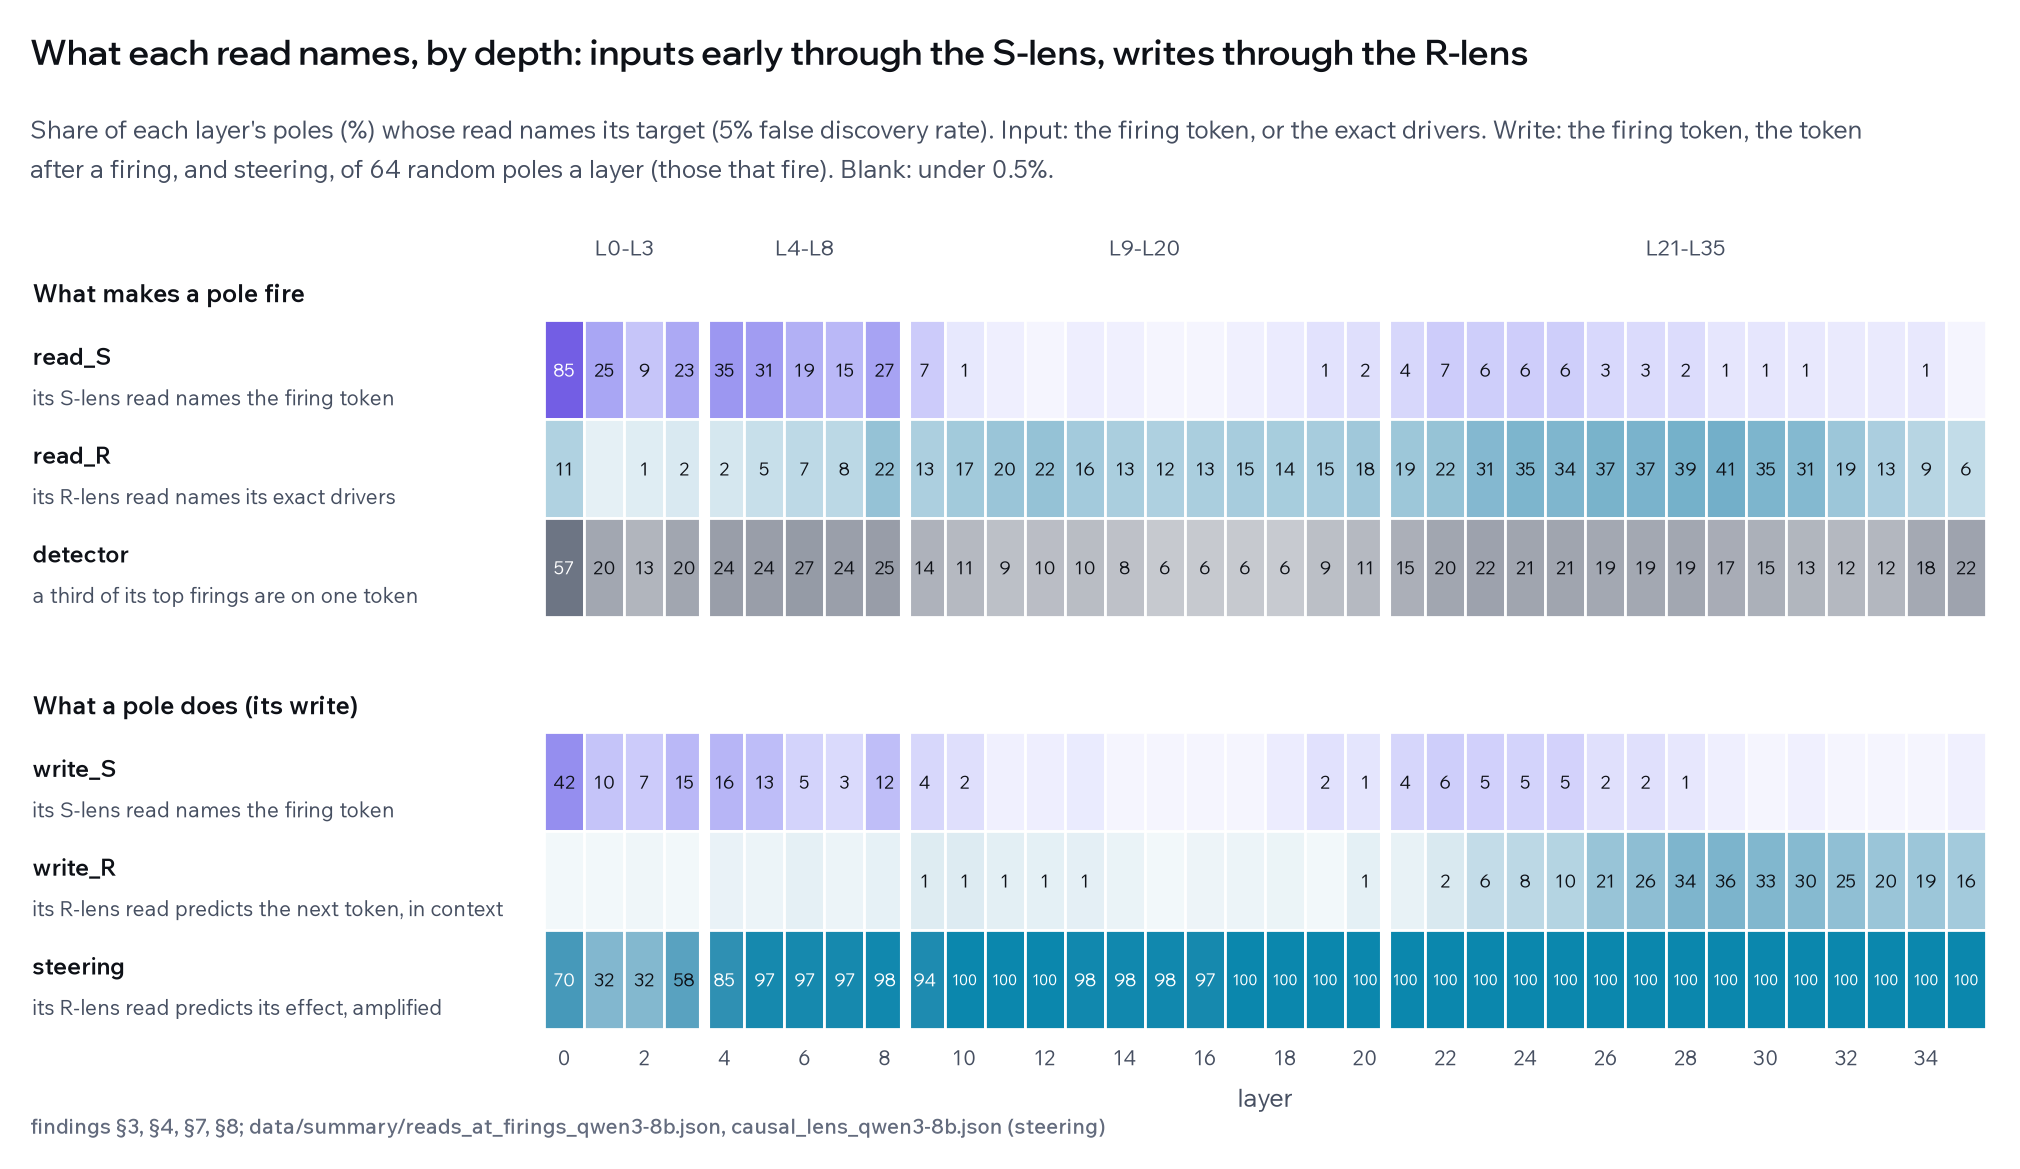 What each read names, by depth: inputs early through the S-lens, writes through the R-lens
Share of each layer's poles (%) whose read names its target (5% false discovery rate). Input: the firing token, or the exact drivers. Write: the firing token, the token
after a firing, and steering, of 64 random poles a layer (those that fire). Blank: under 0.5%.
L0-L3 L4-L8 L9-L20 L21-L35
What makes a pole fire
read_S
85 25 9 23 35 31 19 15 27 7 1 1 2 4 7 6 6 6 3 3 2 1 1 1 1
its S-lens read names the firing token
read_R
11 1 2 2 5 7 8 22 13 17 20 22 16 13 12 13 15 14 15 18 19 22 31 35 34 37 37 39 41 35 31 19 13 9 6
its R-lens read names its exact drivers
detector
57 20 13 20 24 24 27 24 25 14 11 9 10 10 8 6 6 6 6 9 11 15 20 22 21 21 19 19 19 17 15 13 12 12 18 22
a third of its top firings are on one token
What a pole does (its write)
write_S
42 10 7 15 16 13 5 3 12 4 2 2 1 4 6 5 5 5 2 2 1
its S-lens read names the firing token
write_R
1 1 1 1 1 1 2 6 8 10 21 26 34 36 33 30 25 20 19 16
its R-lens read predicts the next token, in context
steering
70 32 32 58 85 97 97 97 98 94 100 100 100 98 98 98 97 100 100 100 100 100 100 100 100 100 100 100 100 100 100 100 100 100 100 100
its R-lens read predicts its effect, amplified
0 2 4 6 8 10 12 14 16 18 20 22 24 26 28 30 32 34
layer
findings §3, §4, §7, §8; data/summary/reads_at_firings_qwen3-8b.json, causal_lens_qwen3-8b.json (steering)